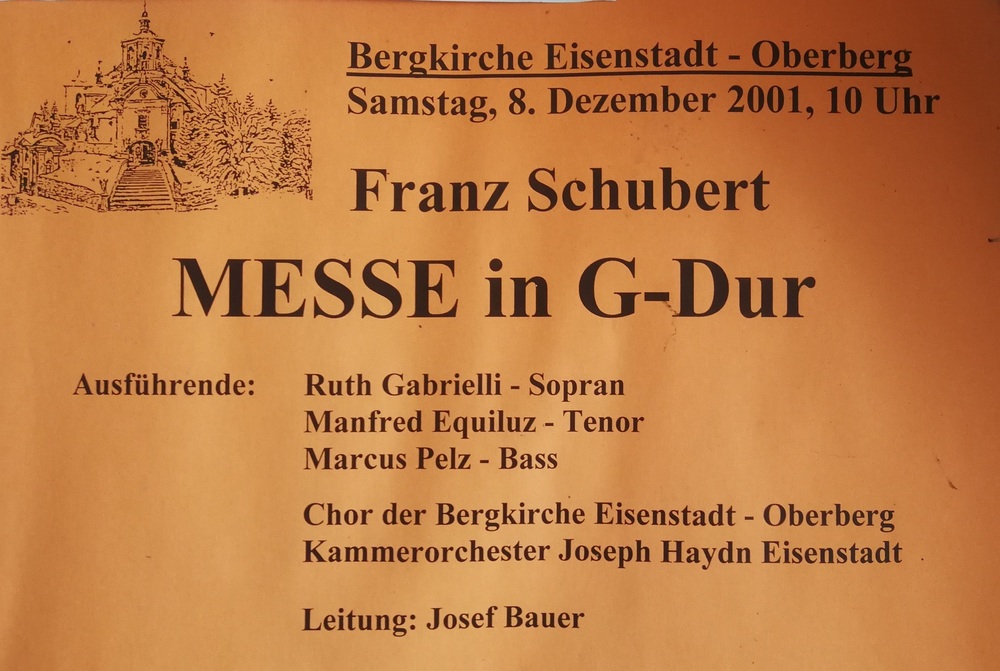 Bergkirche Eisenstadt - Oberberg
Samstag, 8. Dezember 2001, 10 Uhr
Franz Schubert
MESSE in G-Dur
Ausführende: Ruth Gabrielli - Sopran
Manfred Equiluz - Tenor
Marcus Pelz - Bass
Chor der Bergkirche Eisenstadt - Oberberg
Kammerorchester Joseph Haydn Eisenstadt
Leitung: Josef Bauer